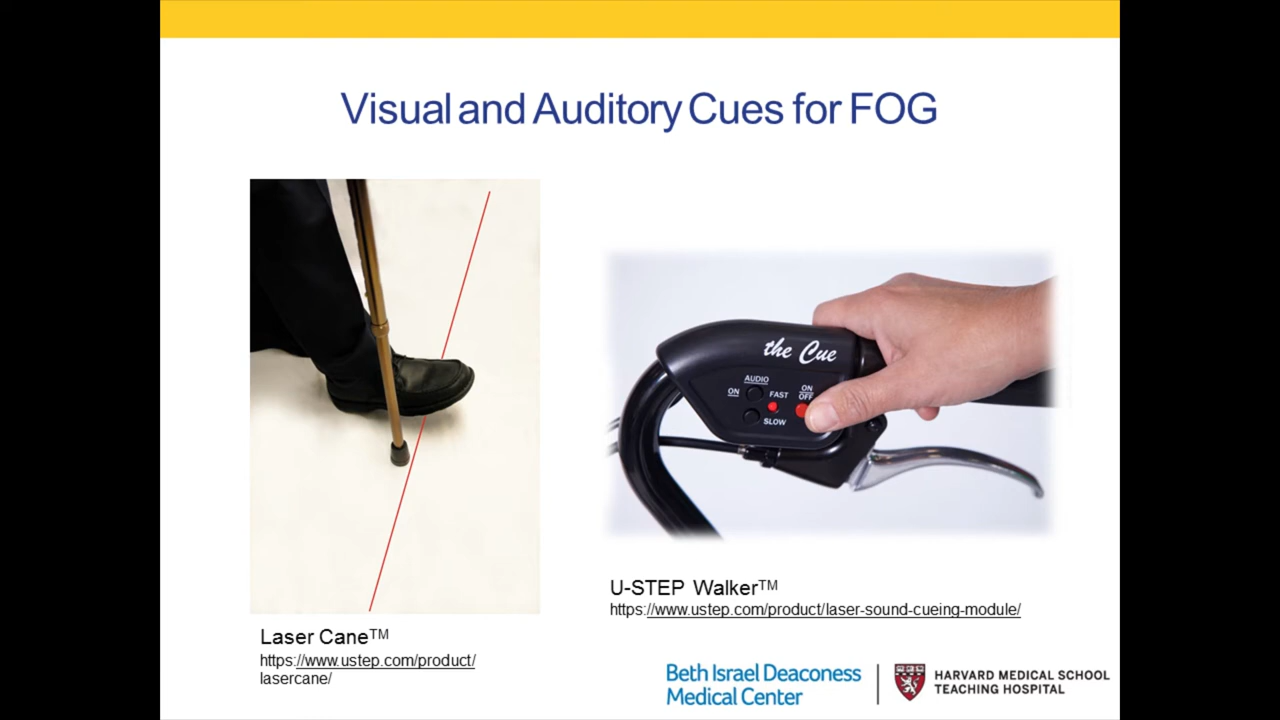 Visual and Auditory Cues for FOG
the Cue
AUDIO
ON
FAST
ON
OFF
SLOW
U-STEP Walker™
https://www.ustep.com/product/laser-sound-cueing-module/
Laser Cane™
https://www.ustep.com/product/
lasercane/
Beth Israel Deaconess
Medical Center
HARVARD MEDICAL SCHOOL
TEACHING HOSPITAL